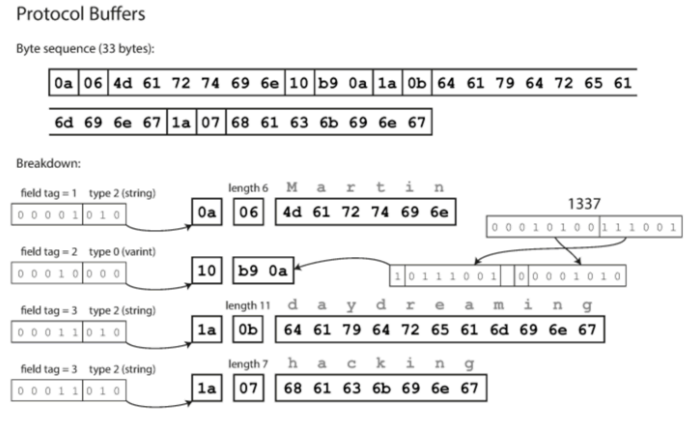 Protocol Buffers
Byte sequence (33 bytes):
0a 06 4d 61 72 74 69 6e 10 b9 0a 1a 0b 64 61 79 64 72 65 61
6d 69 6e 67 1a 07 68 61 63 6b 69 6e 67
Breakdown:
field tag = 1 type 2 (string) length 6 M a r t i n
0 0 0 0 1 0 1 0 0a 06 4d 61 72 74 69 6e
1337
0 0 0 1 0 1 0 0 1 1 1 0 0 1
field tag = 2 type 0 (varint)
0 0 0 1 0 0 0 0 10 b9 0a 1 0 1 1 1 0 0 1 0 0 0 0 1 0 1 0
field tag = 3 type 2 (string) length 11 d a y d r e a m i n g
0 0 0 1 1 0 1 0 1a 0b 64 61 79 64 72 65 61 6d 69 6e 67
field tag = 3 type 2 (string) length 7 h a c k i n g
0 0 0 1 1 0 1 0 1a 07 68 61 63 6b 69 6e 67